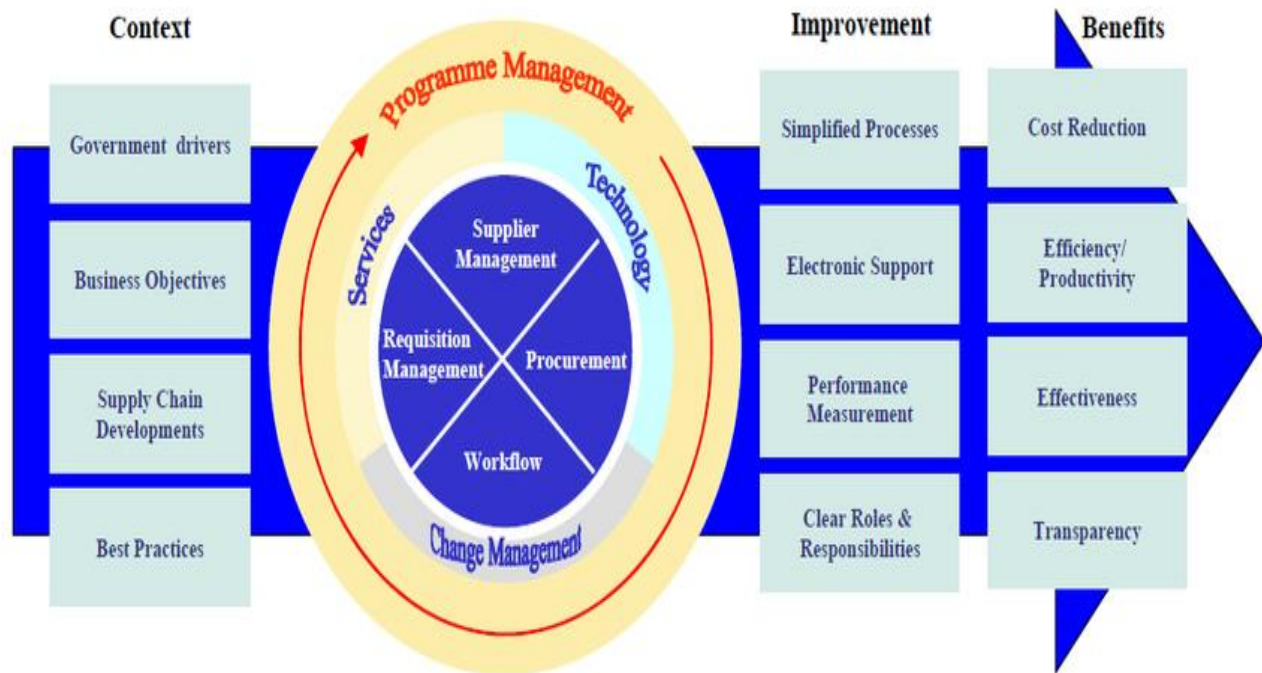 Context
Government drivers
Business Objectives
Supply Chain
Developments
Best Practices
Programme Management
Services
Technology
Change Management
Supplier
Management
Requisition
Management
Procurement
Workflow
Improvement
Simplified Processes
Electronic Support
Performance
Measurement
Clear Roles &
Responsibilities
Benefits
Cost Reduction
Efficiency/
Productivity
Effectiveness
Transparency